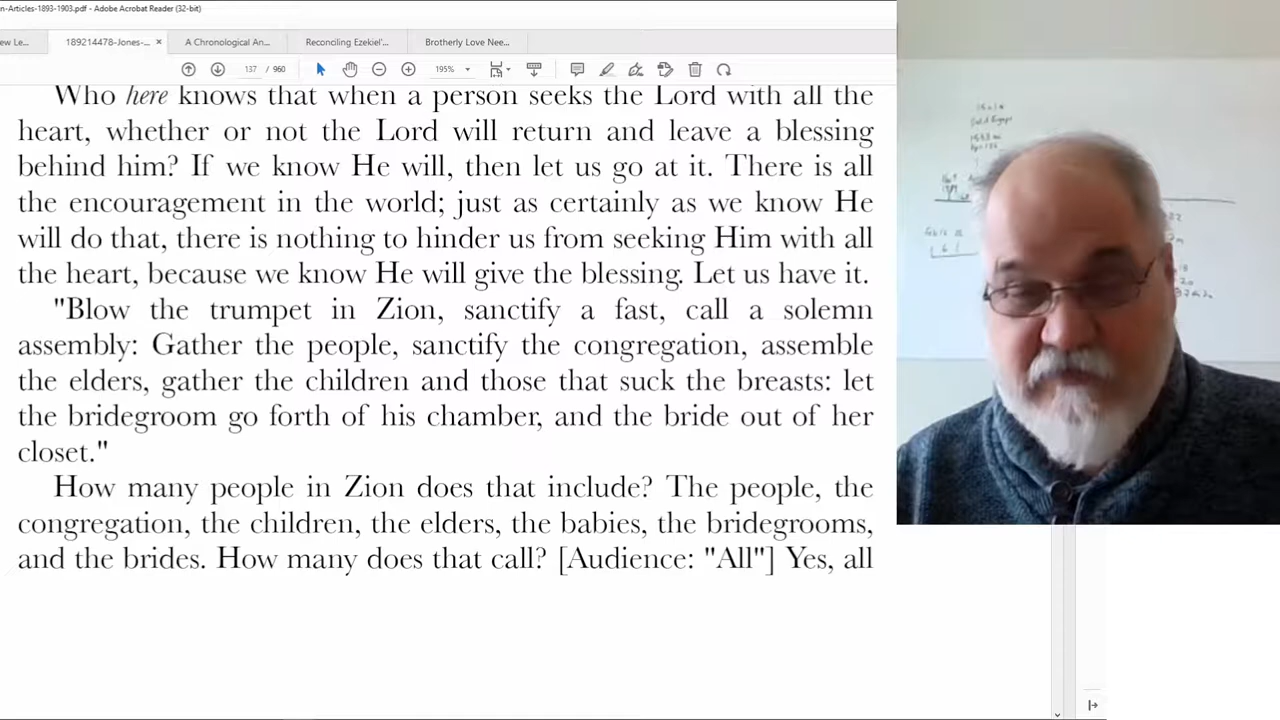 n-Articles-1893-1903.pdf - Adobe Acrobat Reader (32-bit)
ew Le... 189214478-Jones-... × A Chronological An... Reconciling Ezekiel'... Brotherly Love Nee...
137 / 960 195%
Who here knows that when a person seeks the Lord with all the
heart, whether or not the Lord will return and leave a blessing
behind him? If we know He will, then let us go at it. There is all
the encouragement in the world; just as certainly as we know He
will do that, there is nothing to hinder us from seeking Him with all
the heart, because we know He will give the blessing. Let us have it.
"Blow the trumpet in Zion, sanctify a fast, call a solemn
assembly: Gather the people, sanctify the congregation, assemble
the elders, gather the children and those that suck the breasts: let
the bridegroom go forth of his chamber, and the bride out of her
closet."
How many people in Zion does that include? The people, the
congregation, the children, the elders, the babies, the bridegrooms,
and the brides. How many does that call? [Audience: "All"] Yes, all